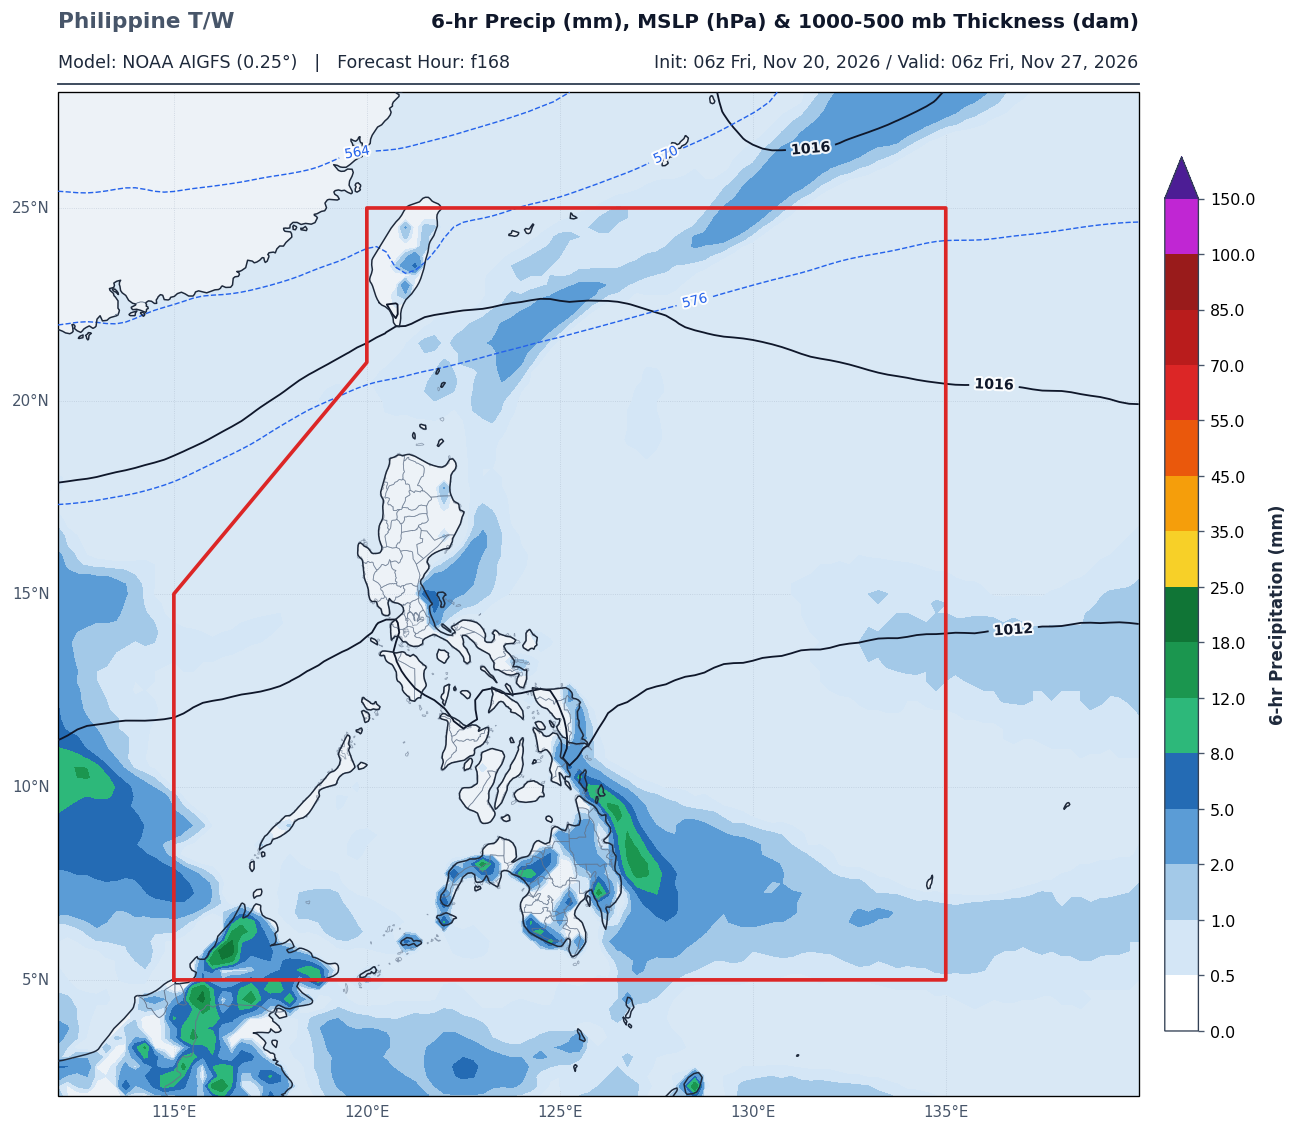 Philippine T/W
6-hr Precip (mm), MSLP (hPa) & 1000-500 mb Thickness (dam)
Model: NOAA AIGFS (0.25°) | Forecast Hour: f168
Init: 06z Fri, Nov 20, 2026 / Valid: 06z Fri, Nov 27, 2026
564
570
1016
576
1016
1012
25°N
20°N
15°N
10°N
5°N
115°E
120°E
125°E
130°E
135°E
150.0
100.0
85.0
70.0
55.0
45.0
35.0
25.0
18.0
12.0
8.0
5.0
2.0
1.0
0.5
0.0
6-hr Precipitation (mm)